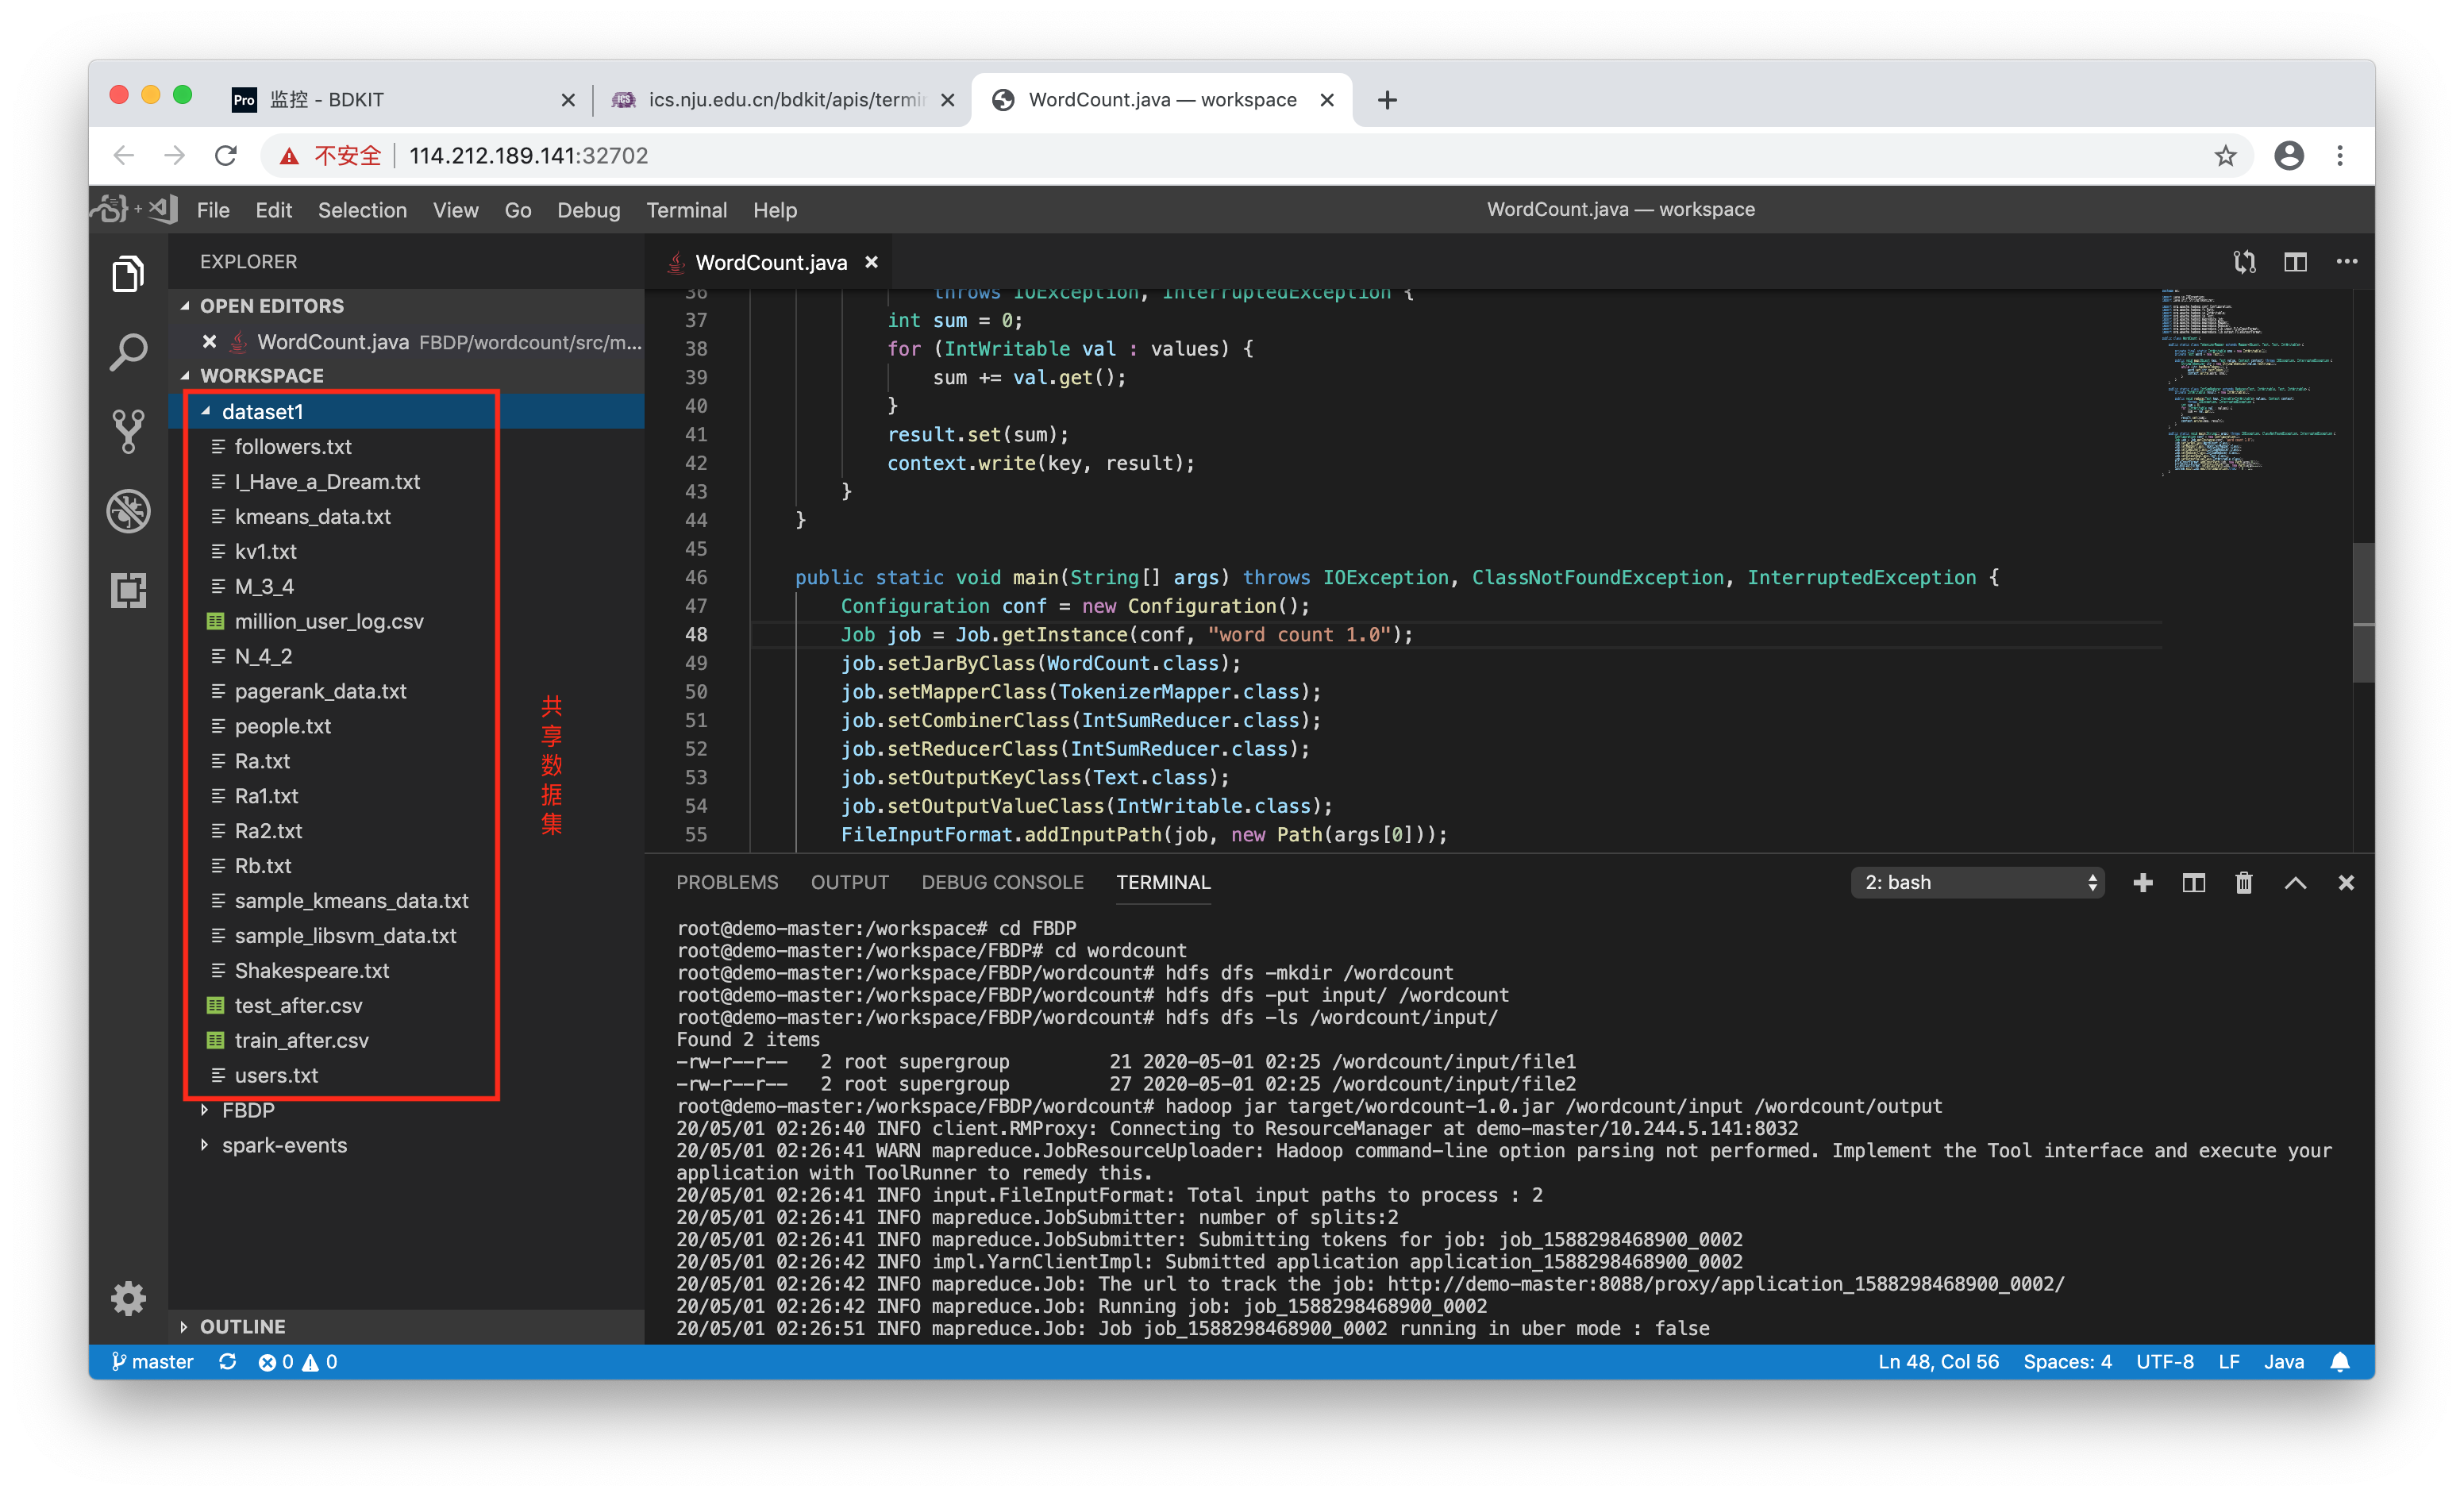 Pro 监控 - BDKIT
ICS ics.nju.edu.cn/bdkit/apis/termi
WordCount.java — workspace
不安全 114.212.189.141:32702
File Edit Selection View Go Debug Terminal Help
WordCount.java — workspace
EXPLORER
OPEN EDITORS
WordCount.java FBDP/wordcount/src/m...
WORKSPACE
dataset1
followers.txt
I_Have_a_Dream.txt
kmeans_data.txt
kv1.txt
M_3_4
million_user_log.csv
N_4_2
pagerank_data.txt
people.txt
Ra.txt
Ra1.txt
Ra2.txt
Rb.txt
sample_kmeans_data.txt
sample_libsvm_data.txt
Shakespeare.txt
test_after.csv
train_after.csv
users.txt
FBDP
spark-events
OUTLINE
共享数据集
WordCount.java
36 throws IOException, InterruptedException {
37 int sum = 0;
38 for (IntWritable val : values) {
39 sum += val.get();
40 }
41 result.set(sum);
42 context.write(key, result);
43 }
44 }
45
46 public static void main(String[] args) throws IOException, ClassNotFoundException, InterruptedException {
47 Configuration conf = new Configuration();
48 Job job = Job.getInstance(conf, "word count 1.0");
49 job.setJarByClass(WordCount.class);
50 job.setMapperClass(TokenizerMapper.class);
51 job.setCombinerClass(IntSumReducer.class);
52 job.setReducerClass(IntSumReducer.class);
53 job.setOutputKeyClass(Text.class);
54 job.setOutputValueClass(IntWritable.class);
55 FileInputFormat.addInputPath(job, new Path(args[0]));
PROBLEMS OUTPUT DEBUG CONSOLE TERMINAL 2: bash
root@demo-master:/workspace# cd FBDP
root@demo-master:/workspace/FBDP# cd wordcount
root@demo-master:/workspace/FBDP/wordcount# hdfs dfs -mkdir /wordcount
root@demo-master:/workspace/FBDP/wordcount# hdfs dfs -put input/ /wordcount
root@demo-master:/workspace/FBDP/wordcount# hdfs dfs -ls /wordcount/input/
Found 2 items
-rw-r--r-- 2 root supergroup 21 2020-05-01 02:25 /wordcount/input/file1
-rw-r--r-- 2 root supergroup 27 2020-05-01 02:25 /wordcount/input/file2
root@demo-master:/workspace/FBDP/wordcount# hadoop jar target/wordcount-1.0.jar /wordcount/input /wordcount/output
20/05/01 02:26:40 INFO client.RMProxy: Connecting to ResourceManager at demo-master/10.244.5.141:8032
20/05/01 02:26:41 WARN mapreduce.JobResourceUploader: Hadoop command-line option parsing not performed. Implement the Tool interface and execute your
application with ToolRunner to remedy this.
20/05/01 02:26:41 INFO input.FileInputFormat: Total input paths to process : 2
20/05/01 02:26:41 INFO mapreduce.JobSubmitter: number of splits:2
20/05/01 02:26:41 INFO mapreduce.JobSubmitter: Submitting tokens for job: job_1588298468900_0002
20/05/01 02:26:42 INFO impl.YarnClientImpl: Submitted application application_1588298468900_0002
20/05/01 02:26:42 INFO mapreduce.Job: The url to track the job: http://demo-master:8088/proxy/application_1588298468900_0002/
20/05/01 02:26:42 INFO mapreduce.Job: Running job: job_1588298468900_0002
20/05/01 02:26:51 INFO mapreduce.Job: Job job_1588298468900_0002 running in uber mode : false
master 0 0
Ln 48, Col 56 Spaces: 4 UTF-8 LF Java